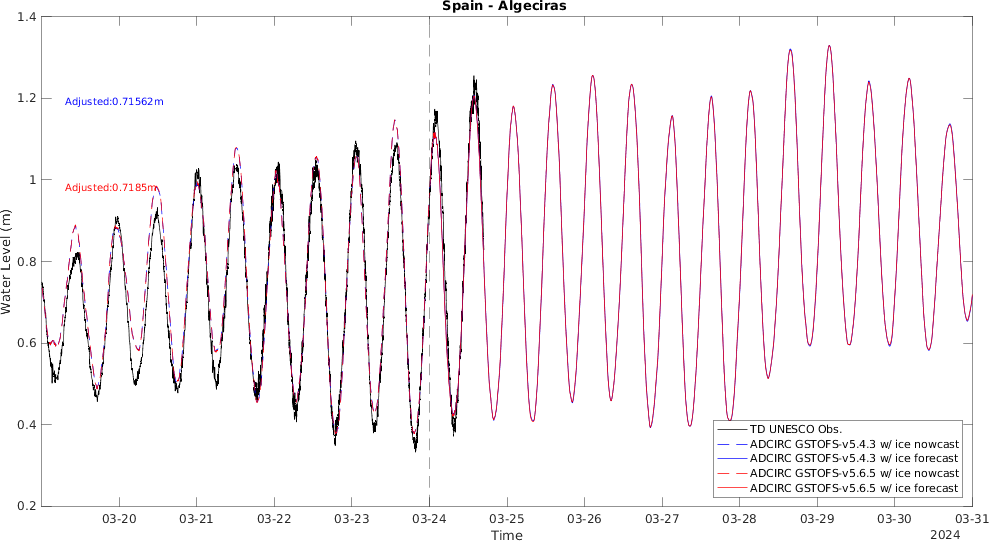 Spain - Algeciras
1.4
1.2
1
0.8
0.6
0.4
0.2
Water Level (m)
Adjusted:0.71562m
Adjusted:0.7185m
TD UNESCO Obs.
ADCIRC GSTOFS-v5.4.3 w/ ice nowcast
ADCIRC GSTOFS-v5.4.3 w/ ice forecast
ADCIRC GSTOFS-v5.6.5 w/ ice nowcast
ADCIRC GSTOFS-v5.6.5 w/ ice forecast
03-20 03-21 03-22 03-23 03-24 03-25 03-26 03-27 03-28 03-29 03-30 03-31
Time
2024